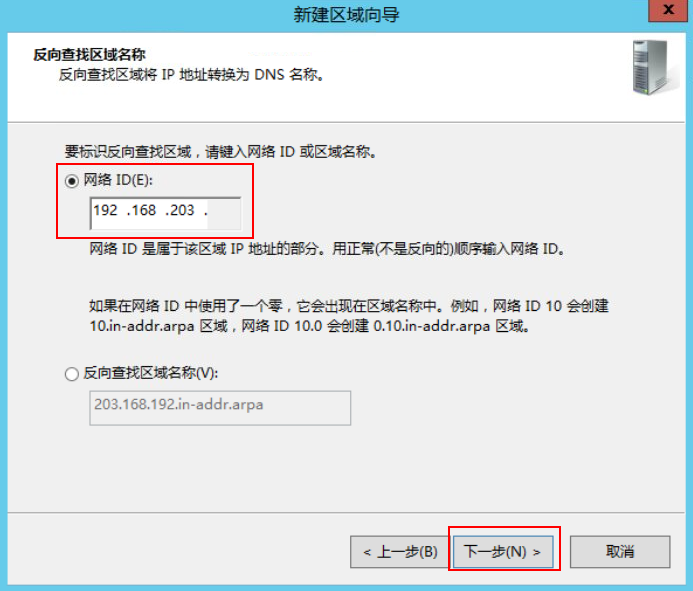 新建区域向导
x
反向查找区域名称
反向查找区域将 IP 地址转换为 DNS 名称。
要标识反向查找区域，请键入网络 ID 或区域名称。
网络 ID(E):
192 .168 .203 .
网络 ID 是属于该区域 IP 地址的部分。用正常(不是反向的)顺序输入网络 ID。
如果在网络 ID 中使用了一个零，它会出现在区域名称中。例如，网络 ID 10 会创建
10.in-addr.arpa 区域，网络 ID 10.0 会创建 0.10.in-addr.arpa 区域。
反向查找区域名称(V):
203.168.192.in-addr.arpa
< 上一步(B) 下一步(N) > 取消